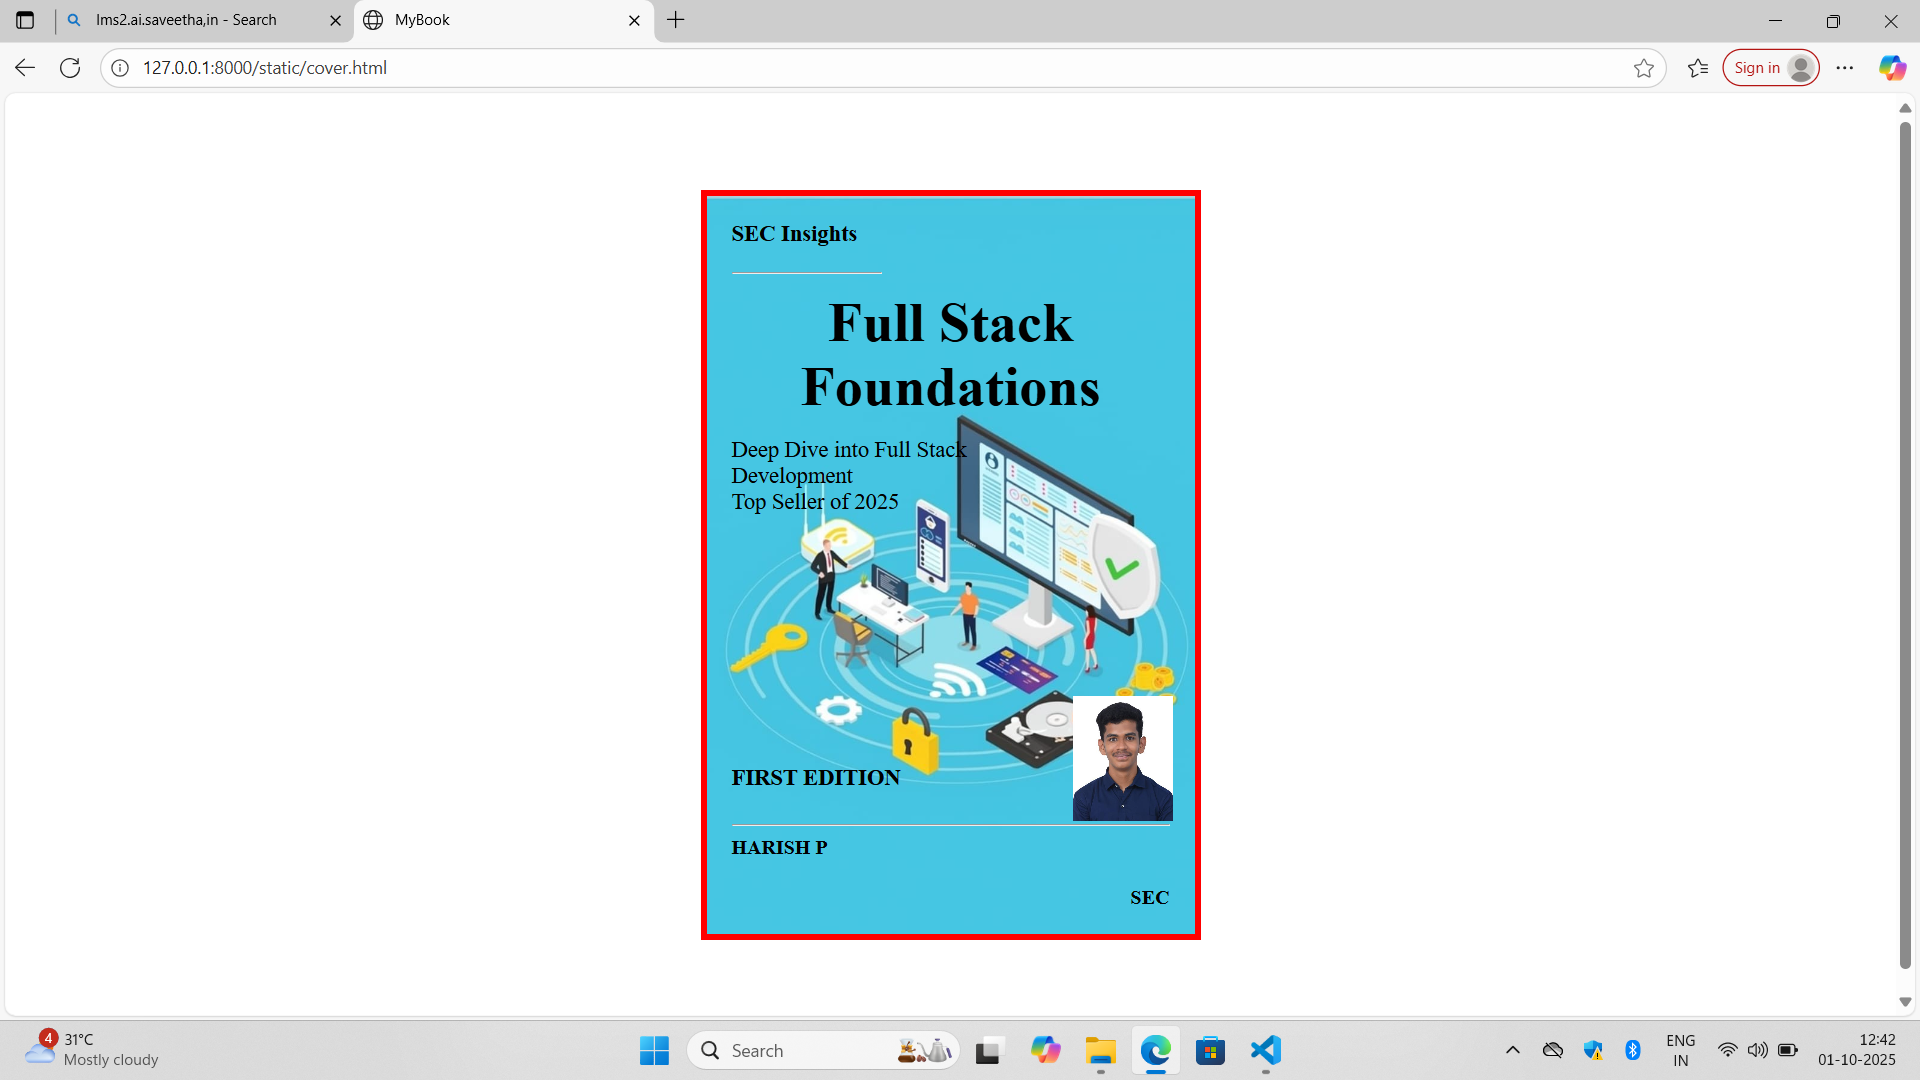 lms2.ai.saveetha,in - Search
MyBook
127.0.0.1:8000/static/cover.html
Sign in
SEC Insights
Full Stack
Foundations
Deep Dive into Full Stack
Development
Top Seller of 2025
FIRST EDITION
HARISH P
SEC
4
31°C
Mostly cloudy
Search
ENG
IN
12:42
01-10-2025